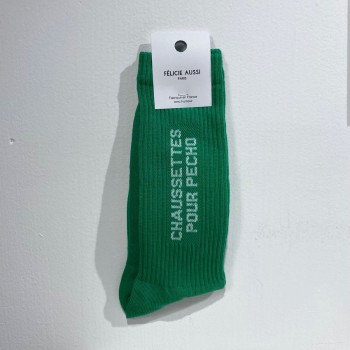 FÉLICIE AUSSI
PARIS
CHAUSSETTES
POUR PECHO